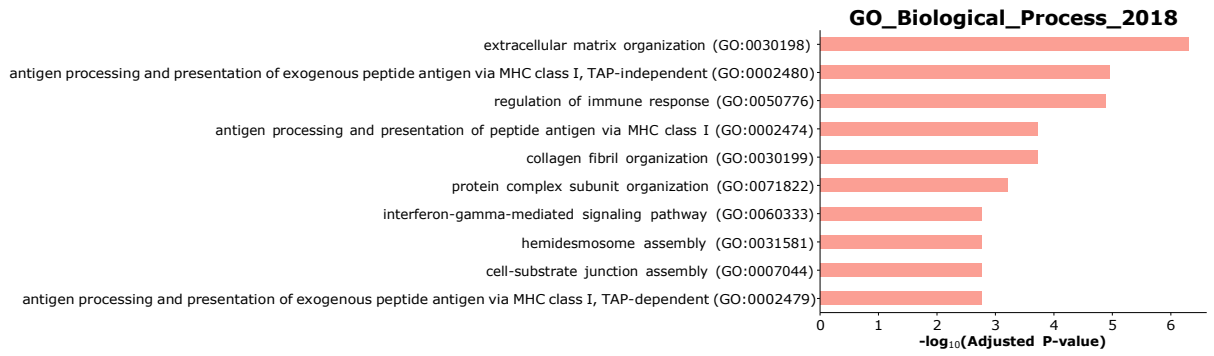 GO_Biological_Process_2018
extracellular matrix organization (GO:0030198)
antigen processing and presentation of exogenous peptide antigen via MHC class I, TAP-independent (GO:0002480)
regulation of immune response (GO:0050776)
antigen processing and presentation of peptide antigen via MHC class I (GO:0002474)
collagen fibril organization (GO:0030199)
protein complex subunit organization (GO:0071822)
interferon-gamma-mediated signaling pathway (GO:0060333)
hemidesmosome assembly (GO:0031581)
cell-substrate junction assembly (GO:0007044)
antigen processing and presentation of exogenous peptide antigen via MHC class I, TAP-dependent (GO:0002479)
0 1 2 3 4 5 6
-log₁₀(Adjusted P-value)